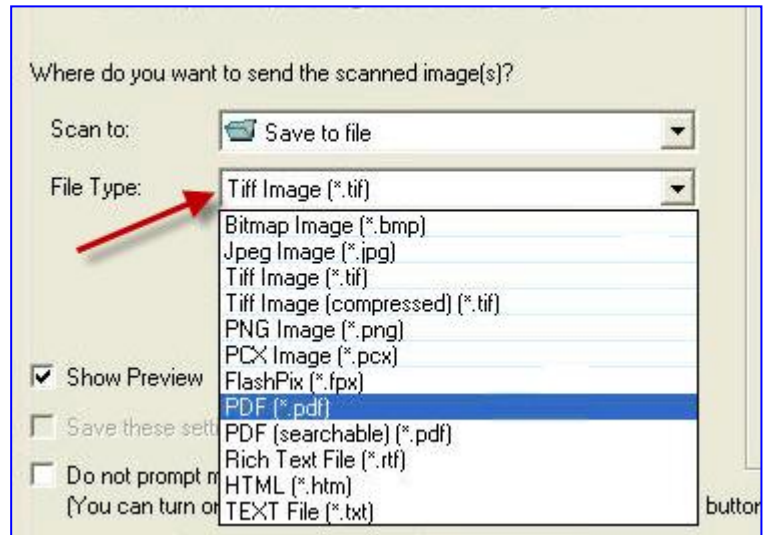 Where do you want to send the scanned image(s)?
Scan to: Save to file
File Type: Tiff Image (*.tif)
Bitmap Image (*.bmp)
Jpeg Image (*.jpg)
Tiff Image (*.tif)
Tiff Image (compressed) (*.tif)
PNG Image (*.png)
PCX Image (*.pcx)
Show Preview FlashPix (*.fpx)
PDF (*.pdf)
Save these PDF (searchable) (*.pdf)
Rich Text File (*.rtf)
Do not prompt HTML (*.htm)
(You can turn TEXT File (*.txt) button